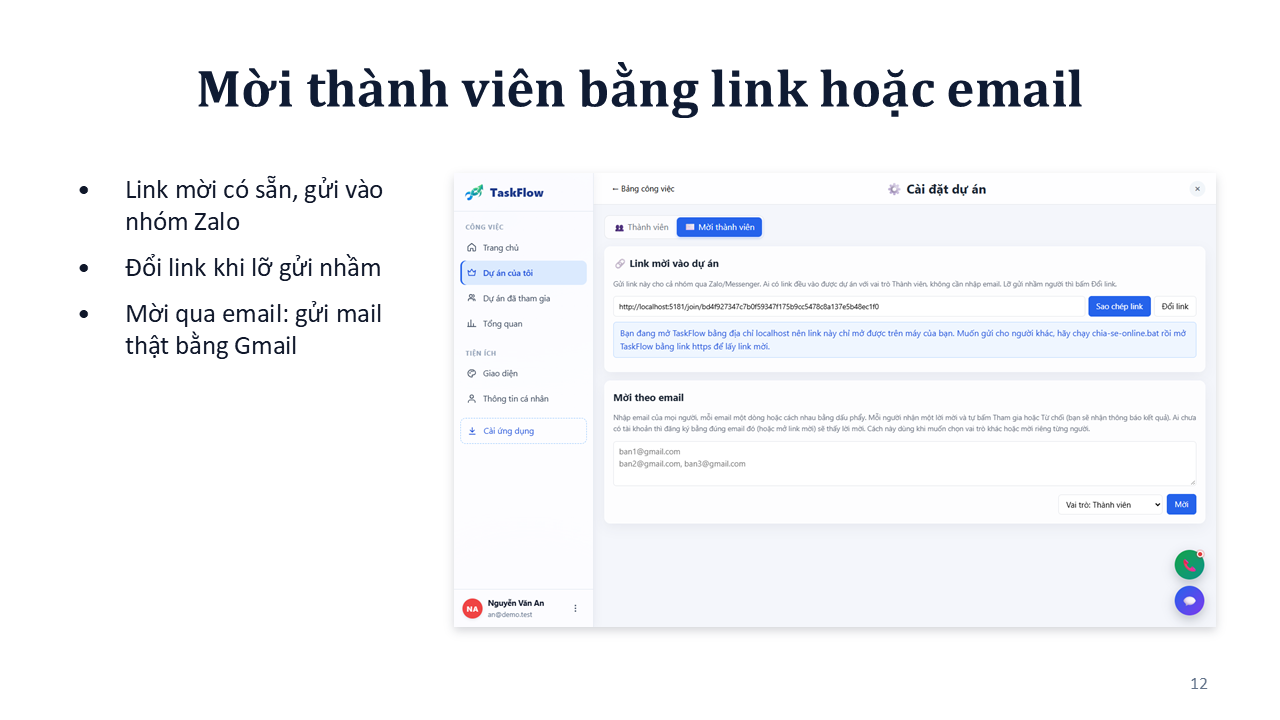 Mời thành viên bằng link hoặc email
• Link mời có sẵn, gửi vào
nhóm Zalo
• Đổi link khi lỡ gửi nhầm
• Mời qua email: gửi mail
thật bằng Gmail
TaskFlow
CÔNG VIỆC
Trang chủ
Dự án của tôi
Dự án đã tham gia
Tổng quan
TIỆN ÍCH
Giao diện
Thông tin cá nhân
Cài ứng dụng
NA
Nguyễn Văn An
an@demo.test
← Bảng công việc
Cài đặt dự án
×
Thành viên
Mời thành viên
Link mời vào dự án
Gửi link này cho cả nhóm qua Zalo/Messenger. Ai có link đều vào được dự án với vai trò Thành viên, không cần nhập email. Lỡ gửi nhầm người thì bấm Đổi link.
http://localhost:5181/join/bd4f927347c7b0f59347f175b9cc5478c8a137e5b48ec1f0
Sao chép link
Đổi link
Bạn đang mở TaskFlow bằng địa chỉ localhost nên link này chỉ mở được trên máy của bạn. Muốn gửi cho người khác, hãy chạy chia-se-online.bat rồi mở
TaskFlow bằng link https để lấy link mời.
Mời theo email
Nhập email của mọi người, mỗi email một dòng hoặc cách nhau bằng dấu phẩy. Mỗi người nhận một lời mời và tự bấm Tham gia hoặc Từ chối (bạn sẽ nhận thông báo kết quả). Ai chưa
có tài khoản thì đăng ký bằng đúng email đó (hoặc mở link mời) sẽ thấy lời mời. Cách này dùng khi muốn chọn vai trò khác hoặc mời riêng từng người.
ban1@gmail.com
ban2@gmail.com, ban3@gmail.com
Vai trò: Thành viên
Mời
12